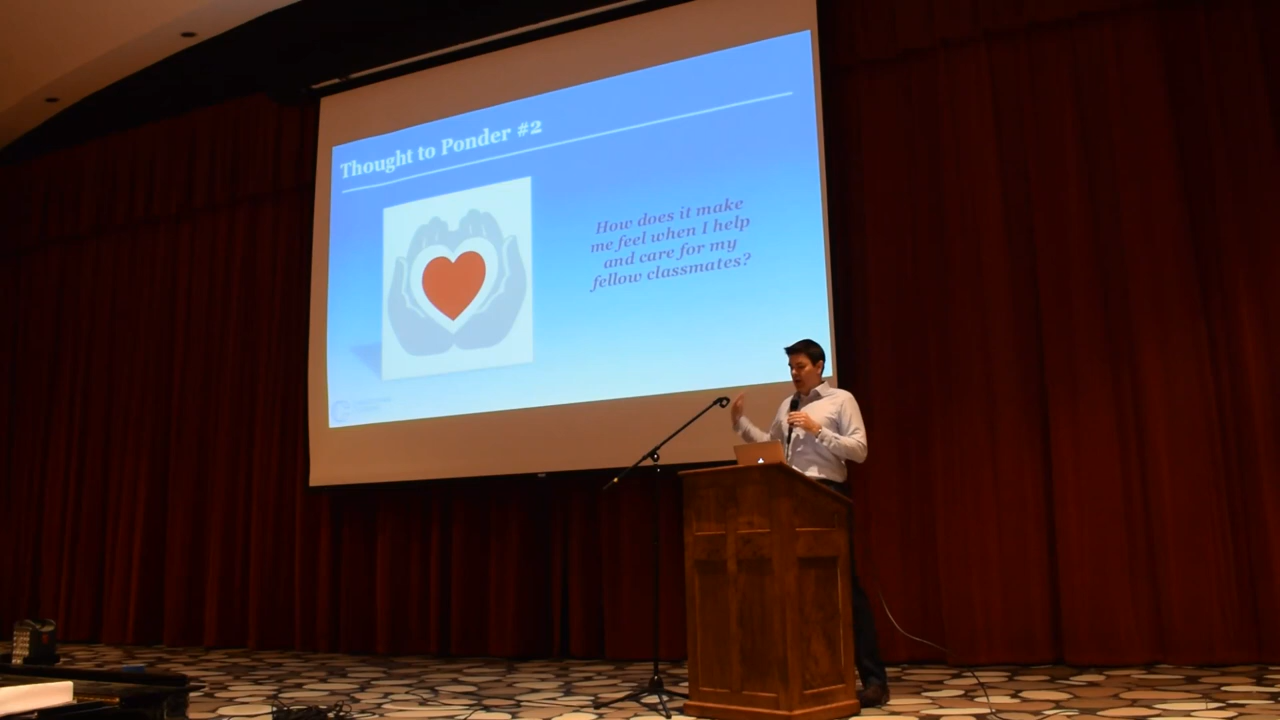 Thought to Ponder #2
How does it make
me feel when I help
and care for my
fellow classmates?